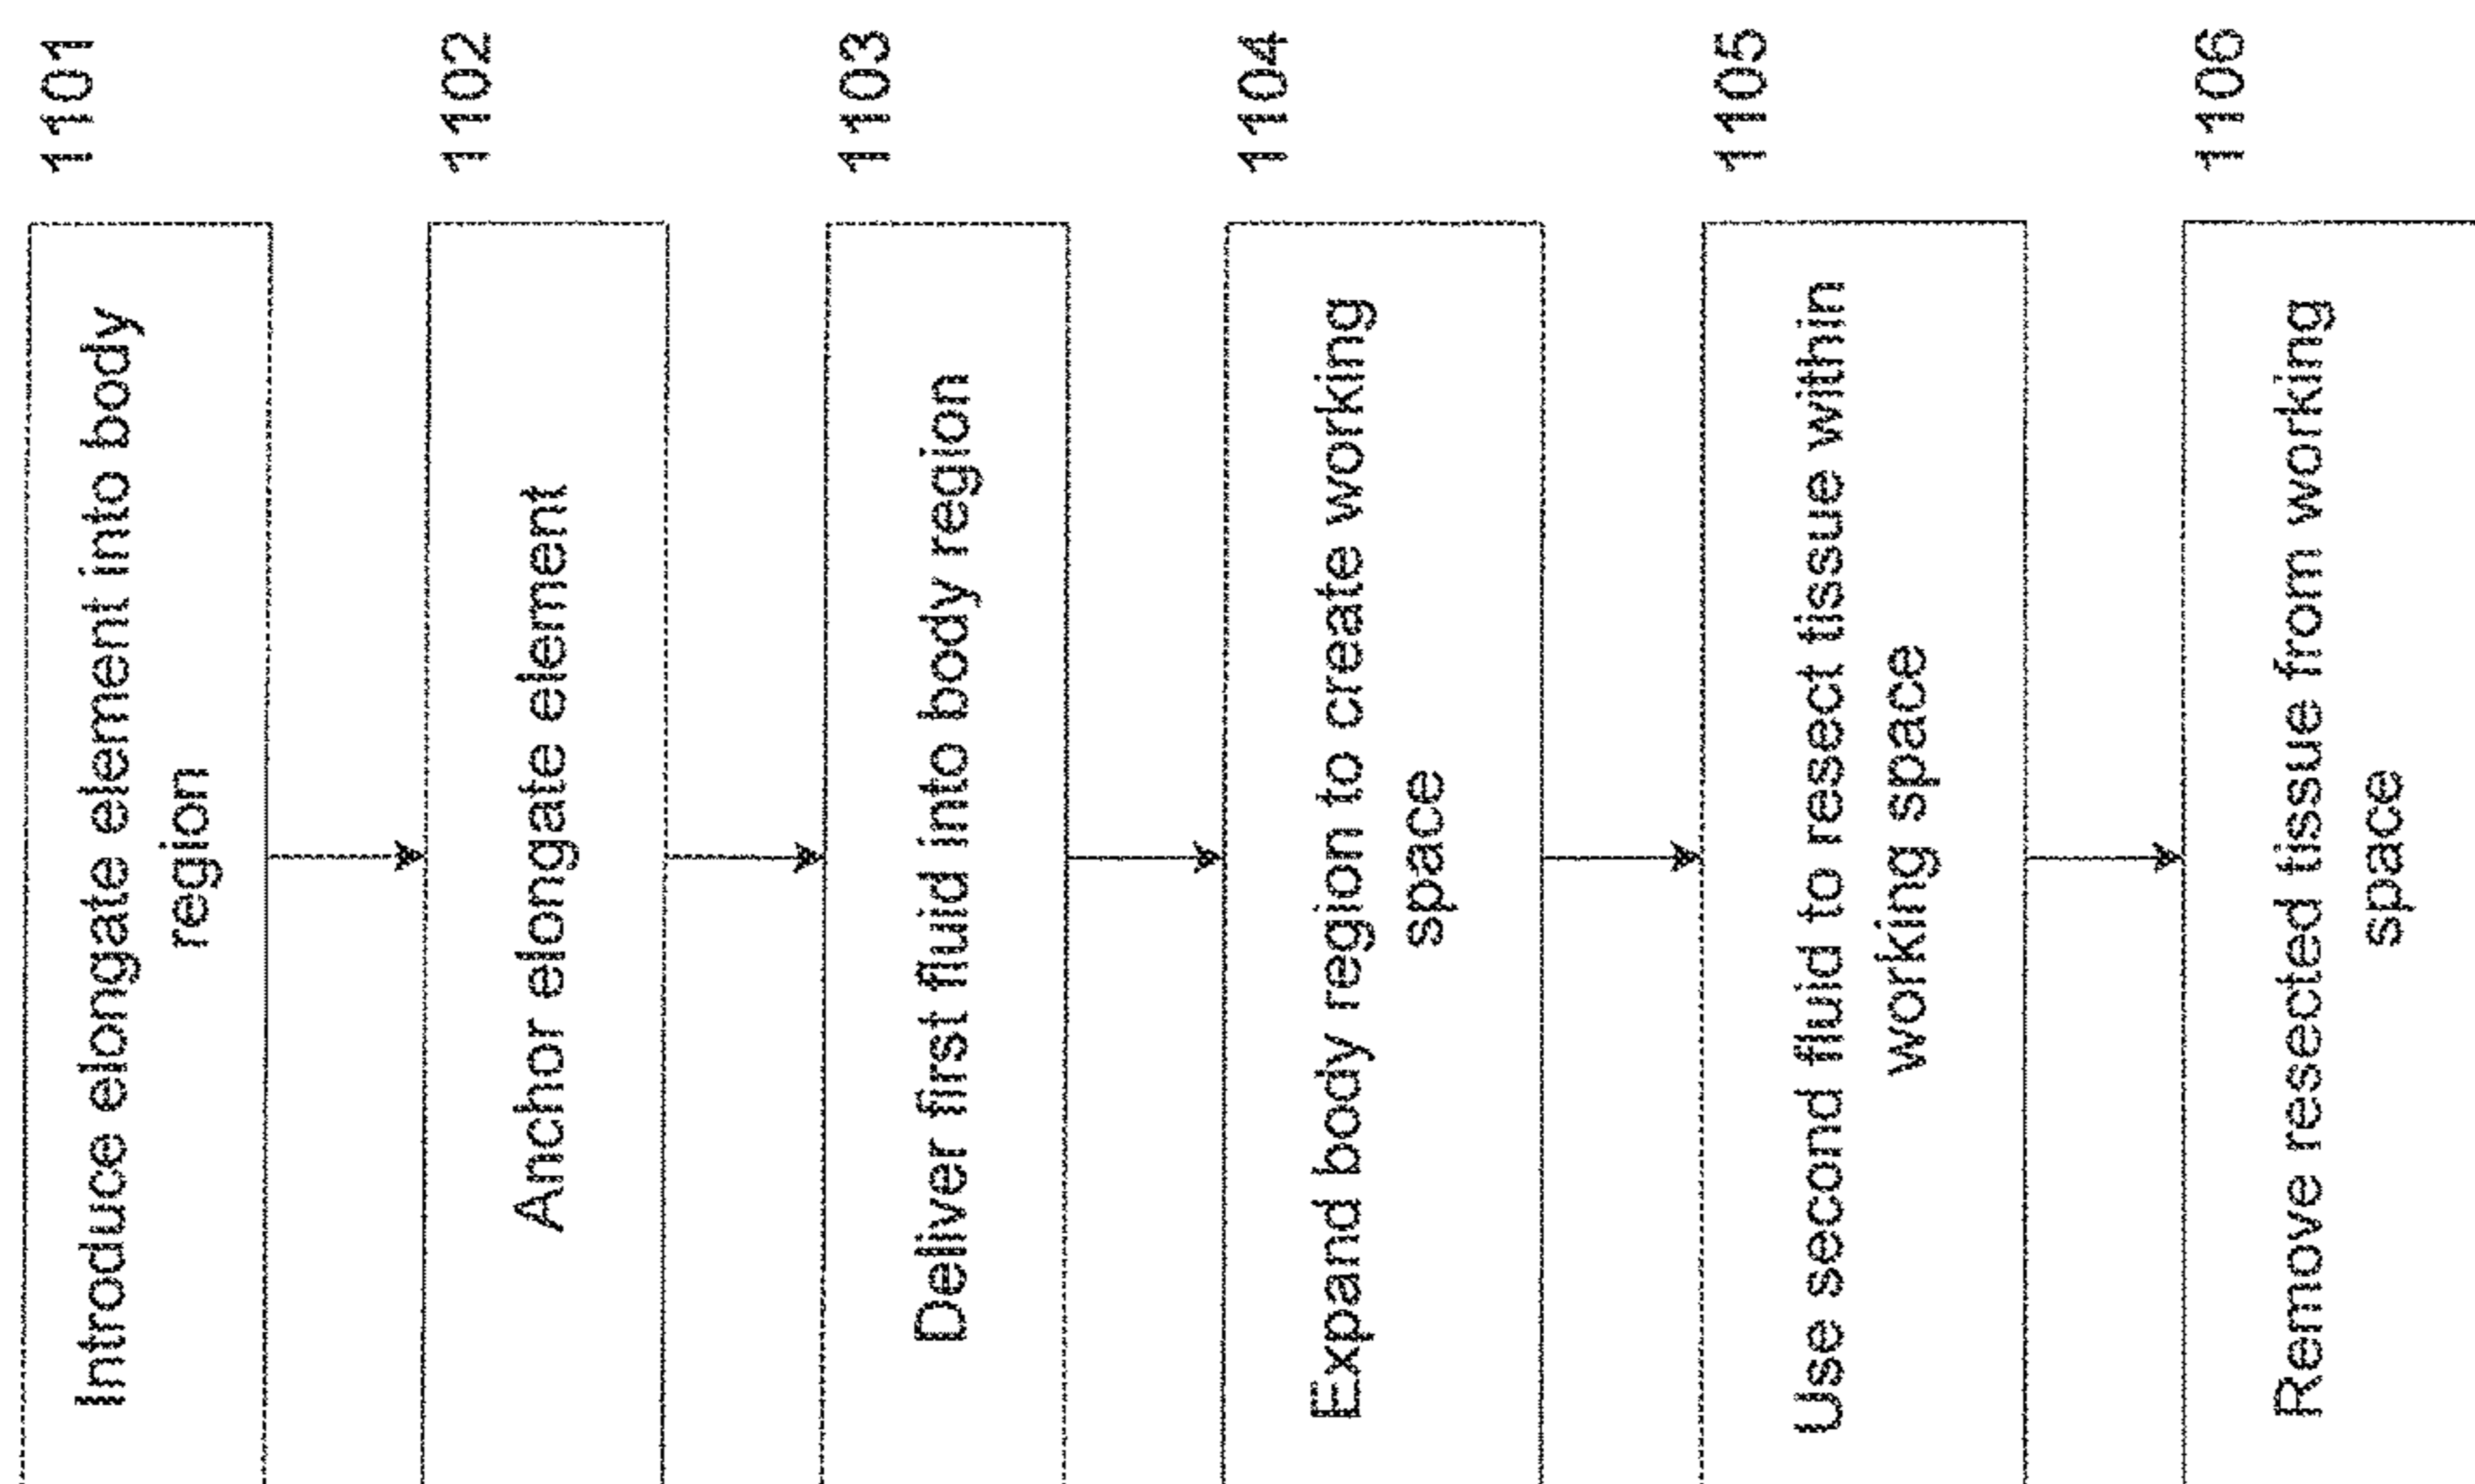 Introduce elongate element into body
region
1101
Anchor elongate element
1102
Deliver first fluid into body region
1103
Expand body region to create working
space
1104
Use second fluid to resect tissue within
working space
1105
Remove resected tissue from working
space
1106